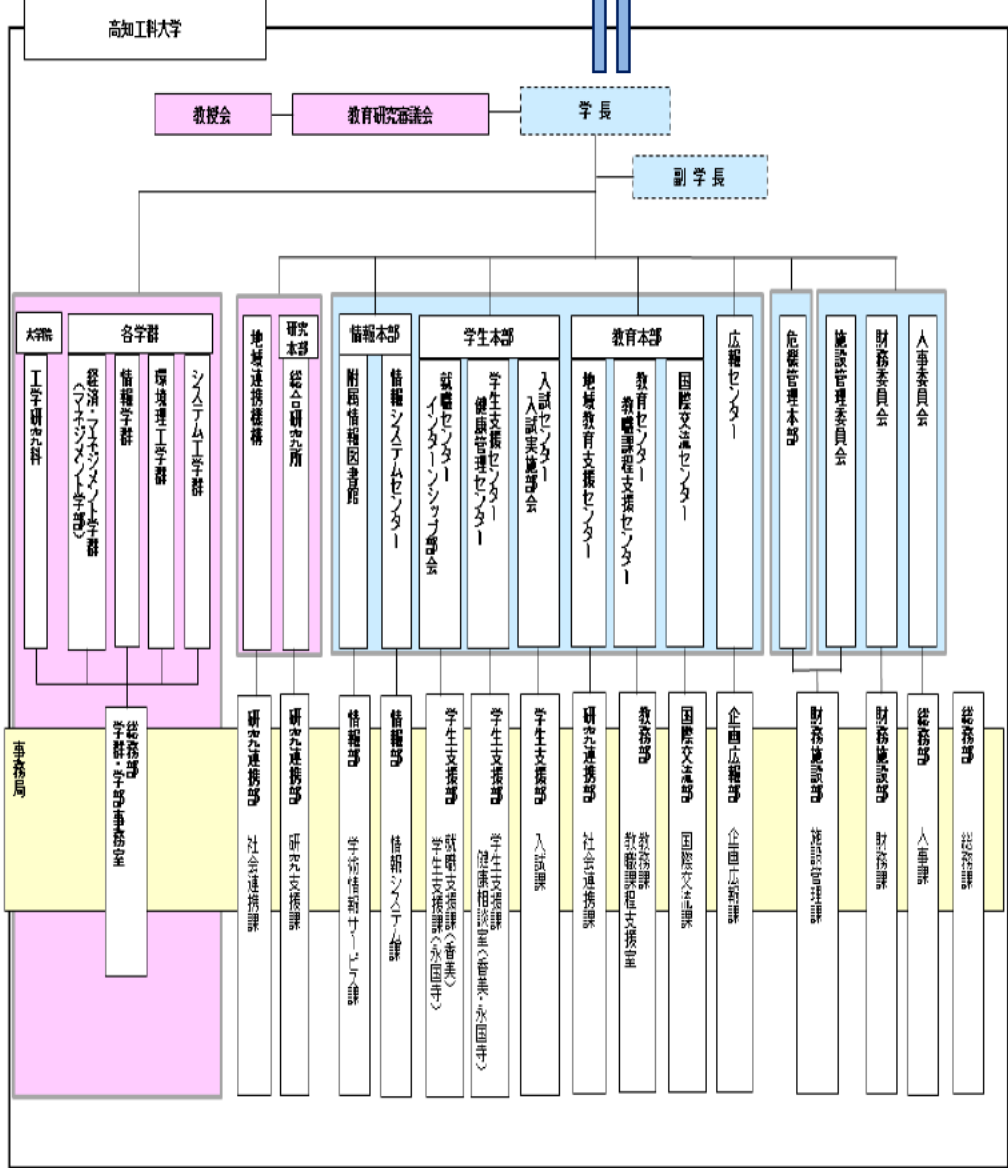 高知工科大学
教授会
教育研究審議会
学長
副学長
大学院
各学群
研究
本部
情報本部
学生本部
教育本部
工学研究科
経済・マネジメント学群
(マネジメント学部)
情報学群
環境理工学群
システム工学群
地域連携機構
総合研究所
附属情報図書館
情報システムセンター
就職センター
インターンシップ部会
学生支援センター
健康管理センター
入試センター
入試実施部会
地域教育支援センター
教育センター
教職課程支援センター
国際交流センター
広報センター
危機管理本部
施設管理委員会
財務委員会
人事委員会
事務局
総務部
学群・学部事務室
研究連携部 社会連携課
研究連携部 研究支援課
情報部 学術情報サービス課
情報部 情報システム課
学生支援部 就職支援課(香美)
学生支援課(永国寺)
学生支援部 学生支援課
健康相談室(香美・永国寺)
学生支援部 入試課
研究連携部 社会連携課
教務部 教務課
教職課程支援室
国際交流部 国際交流課
企画広報部 企画広報課
財務施設部 施設管理課
財務施設部 財務課
総務部 人事課
総務部 総務課